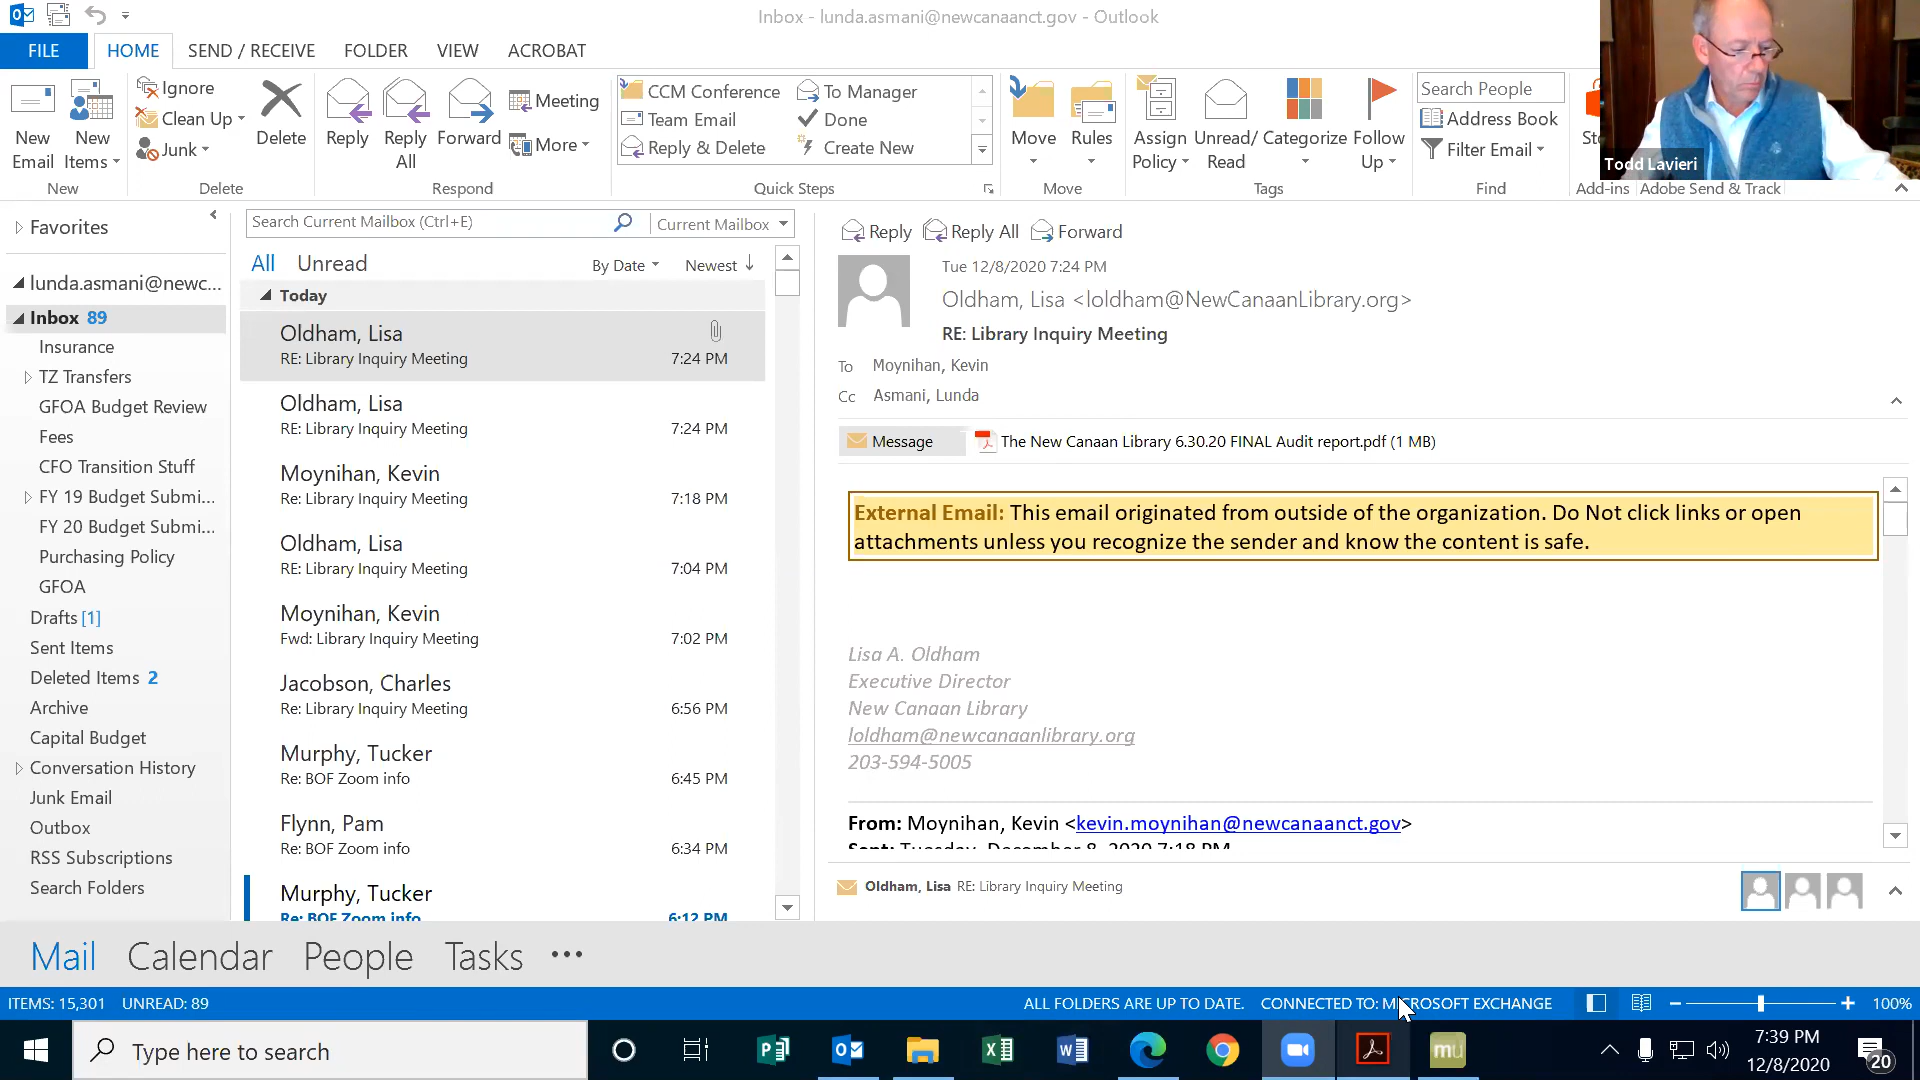 Inbox - lunda.asmani@newcanaanct.gov - Outlook
FILE HOME SEND / RECEIVE FOLDER VIEW ACROBAT
New Email
New Items
New
Ignore
Clean Up
Junk
Delete
Delete
Reply
Reply All
Forward
Meeting
More
Respond
CCM Conference
Team Email
Reply & Delete
To Manager
Done
Create New
Quick Steps
Move
Rules
Move
Assign Policy
Unread/ Read
Categorize
Follow Up
Tags
Search People
Address Book
Filter Email
Find
Add-ins
Adobe Send & Track
Todd Lavieri
Favorites
lunda.asmani@newc...
Inbox 89
Insurance
TZ Transfers
GFOA Budget Review
Fees
CFO Transition Stuff
FY 19 Budget Submi...
FY 20 Budget Submi...
Purchasing Policy
GFOA
Drafts [1]
Sent Items
Deleted Items 2
Archive
Capital Budget
Conversation History
Junk Email
Outbox
RSS Subscriptions
Search Folders
Search Current Mailbox (Ctrl+E)
Current Mailbox
All Unread By Date Newest
Today
Oldham, Lisa
RE: Library Inquiry Meeting 7:24 PM
Oldham, Lisa
RE: Library Inquiry Meeting 7:24 PM
Moynihan, Kevin
Re: Library Inquiry Meeting 7:18 PM
Oldham, Lisa
RE: Library Inquiry Meeting 7:04 PM
Moynihan, Kevin
Fwd: Library Inquiry Meeting 7:02 PM
Jacobson, Charles
Re: Library Inquiry Meeting 6:56 PM
Murphy, Tucker
Re: BOF Zoom info 6:45 PM
Flynn, Pam
Re: BOF Zoom info 6:34 PM
Murphy, Tucker
Re: BOF Zoom info 6:12 PM
Reply Reply All Forward
Tue 12/8/2020 7:24 PM
Oldham, Lisa <loldham@NewCanaanLibrary.org>
RE: Library Inquiry Meeting
To Moynihan, Kevin
Cc Asmani, Lunda
Message The New Canaan Library 6.30.20 FINAL Audit report.pdf (1 MB)
External Email: This email originated from outside of the organization. Do Not click links or open
attachments unless you recognize the sender and know the content is safe.
Lisa A. Oldham
Executive Director
New Canaan Library
loldham@newcanaanlibrary.org
203-594-5005
From: Moynihan, Kevin <kevin.moynihan@newcanaanct.gov>
Sent: Tuesday, December 8, 2020 7:18 PM
Oldham, Lisa RE: Library Inquiry Meeting
Mail Calendar People Tasks ...
ITEMS: 15,301 UNREAD: 89
ALL FOLDERS ARE UP TO DATE. CONNECTED TO: MICROSOFT EXCHANGE 100%
Type here to search
mu
7:39 PM
12/8/2020
20